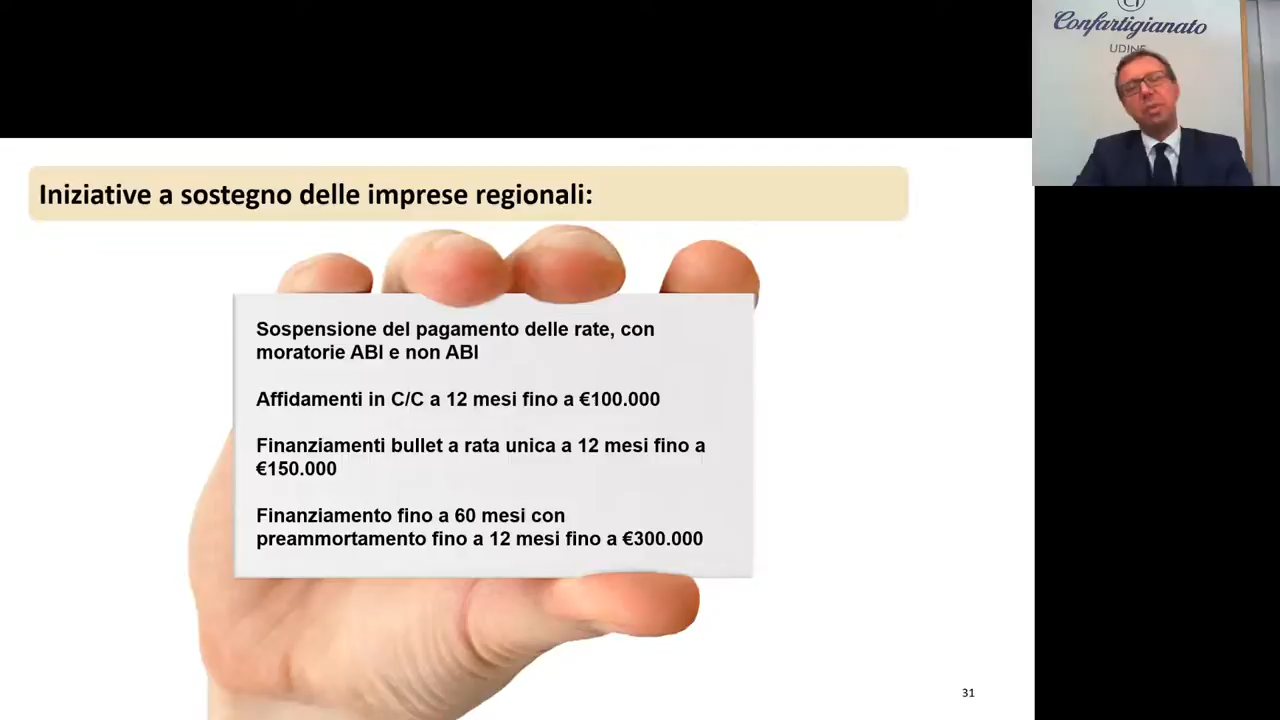 Confartigianato
UDINE
Iniziative a sostegno delle imprese regionali:
Sospensione del pagamento delle rate, con
moratorie ABI e non ABI
Affidamenti in C/C a 12 mesi fino a €100.000
Finanziamenti bullet a rata unica a 12 mesi fino a
€150.000
Finanziamento fino a 60 mesi con
preammortamento fino a 12 mesi fino a €300.000
31